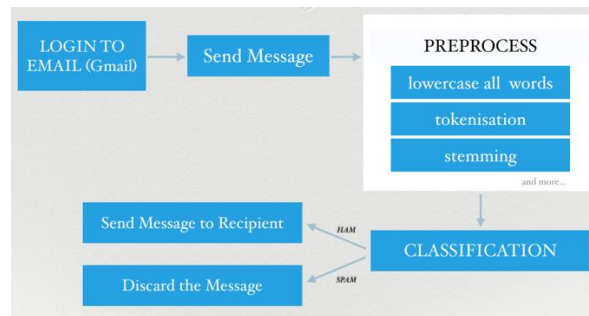 LOGIN TO
EMAIL (Gmail)
Send Message
PREPROCESS
lowercase all words
tokenisation
stemming
and more...
Send Message to Recipient
HAM
CLASSIFICATION
SPAM
Discard the Message